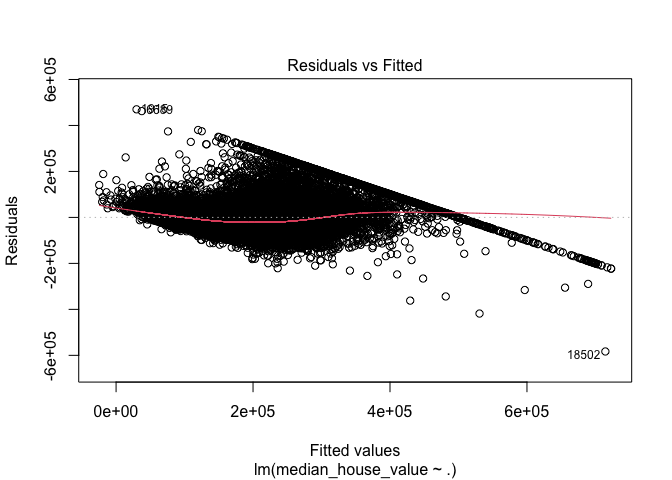 Residuals vs Fitted
Residuals
6e+05
2e+05
-2e+05
-6e+05
18502
0e+00 2e+05 4e+05 6e+05
Fitted values
lm(median_house_value ~ .)